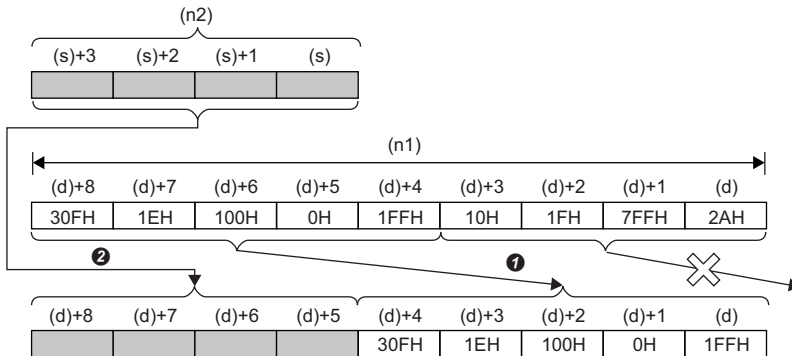 (n2)
(s)+3 (s)+2 (s)+1 (s)
(n1)
(d)+8 (d)+7 (d)+6 (d)+5 (d)+4 (d)+3 (d)+2 (d)+1 (d)
30FH 1EH 100H 0H 1FFH 10H 1FH 7FFH 2AH
❷ ❶
(d)+8 (d)+7 (d)+6 (d)+5 (d)+4 (d)+3 (d)+2 (d)+1 (d)
30FH 1EH 100H 0H 1FFH